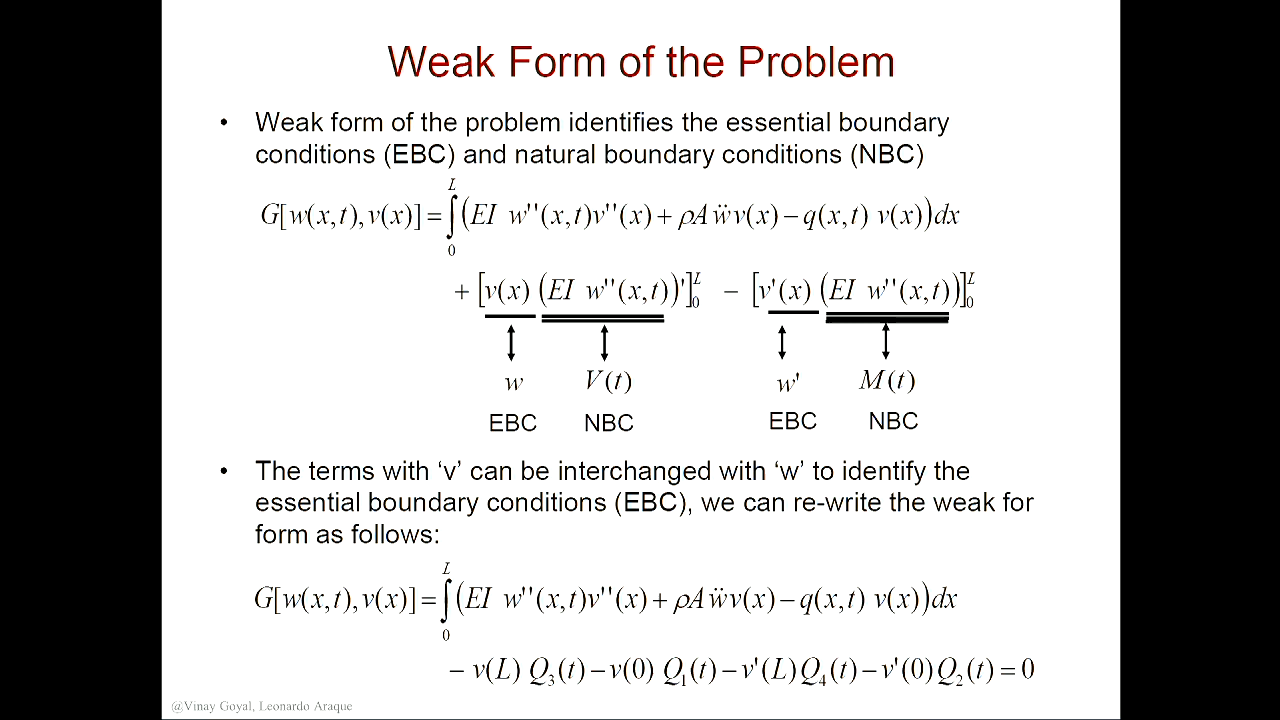 Weak Form of the Problem
• Weak form of the problem identifies the essential boundary
conditions (EBC) and natural boundary conditions (NBC)
G[w(x,t),v(x)]=∫₀ᴸ(EI w''(x,t)v''(x)+ρAẅv(x)−q(x,t) v(x))dx
+[v(x)(EI w''(x,t))']₀ᴸ − [v'(x)(EI w''(x,t))]₀ᴸ
w V(t) w' M(t)
EBC NBC EBC NBC
• The terms with ‘v’ can be interchanged with ‘w’ to identify the
essential boundary conditions (EBC), we can re-write the weak for
form as follows:
G[w(x,t),v(x)]=∫₀ᴸ(EI w''(x,t)v''(x)+ρAẅv(x)−q(x,t) v(x))dx
−v(L) Q₃(t)−v(0) Q₁(t)−v'(L)Q₄(t)−v'(0)Q₂(t)=0
@Vinay Goyal, Leonardo Araque